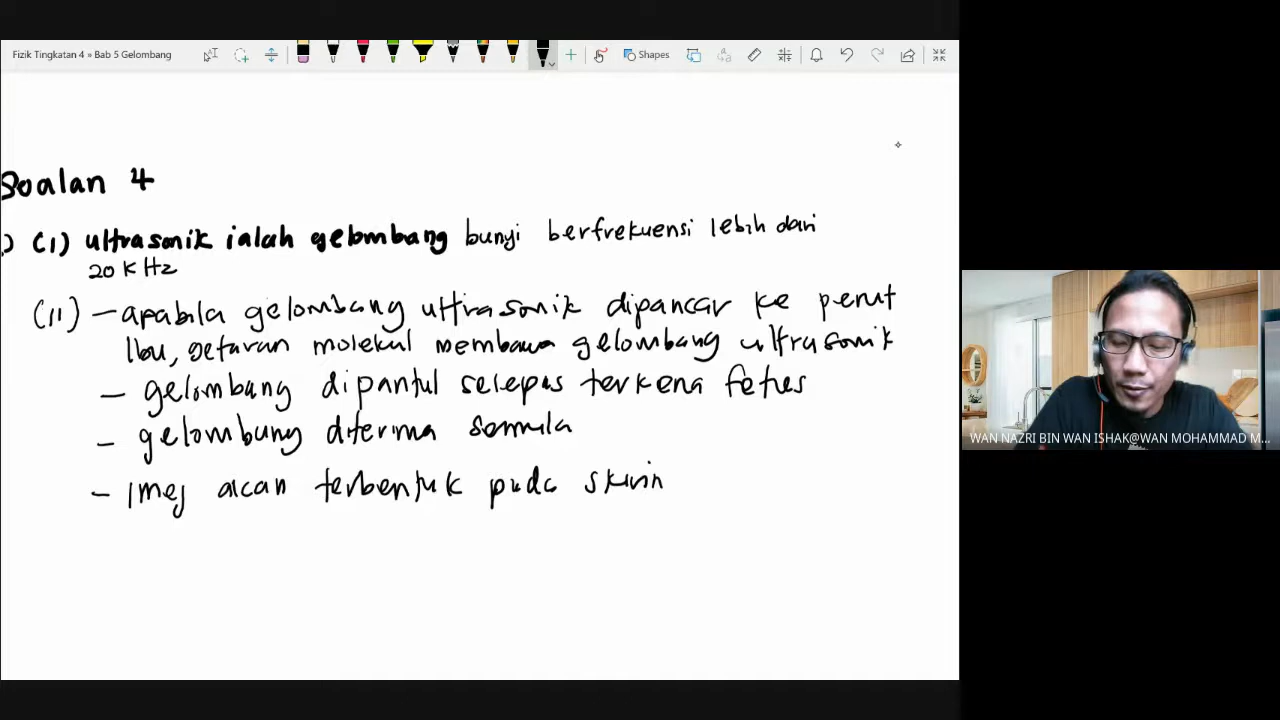 Fizik Tingkatan 4 » Bab 5 Gelombang
Shapes
Soalan 4
) (i) ultrasonik ialah gelombang bunyi berfrekuensi lebih dari
20 KHz
(ii) – apabila gelombang ultrasonik dipancar ke perut
Ibu, getaran molekul membawa gelombang ultrasonik
– gelombang dipantul selepas terkena fetus
– gelombang diterima semula
– imej akan terbentuk pada skrin
WAN NAZRI BIN WAN ISHAK@WAN MOHAMMAD M...